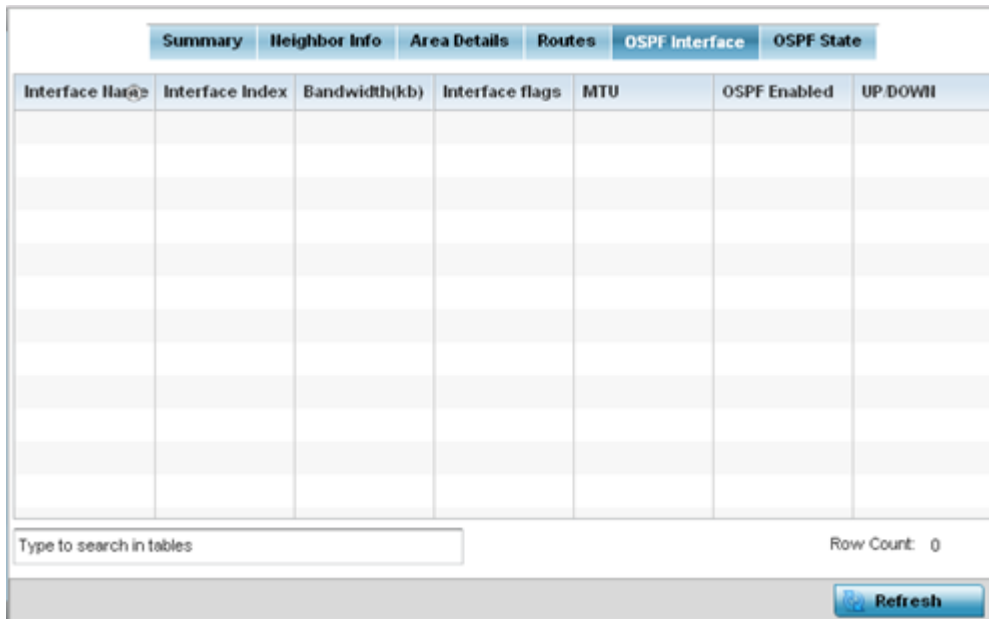 Summary Neighbor Info Area Details Routes OSPF Interface OSPF State
Interface Name Interface Index Bandwidth(kb) Interface flags MTU OSPF Enabled UP/DOWN
Type to search in tables Row Count: 0
Refresh